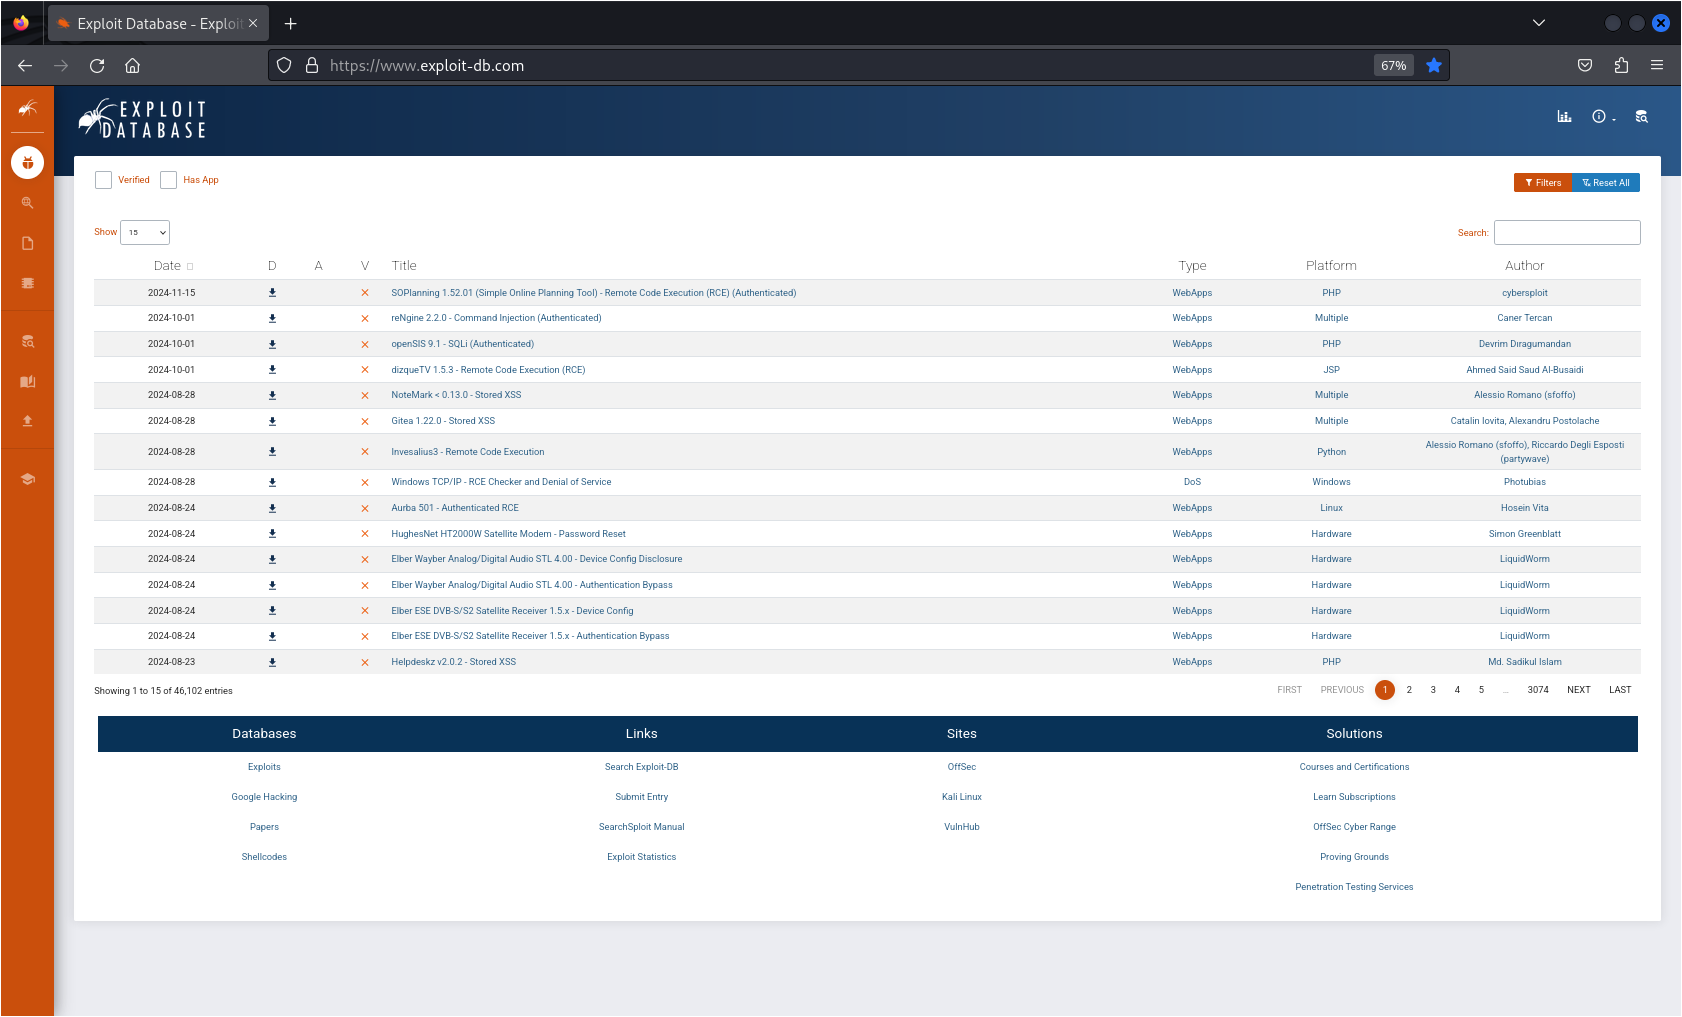 Exploit Database - Exploit
https://www.exploit-db.com 67%
EXPLOIT
DATABASE
Verified Has App Filters Reset All
Show 15 Search:
Date D A V Title Type Platform Author
2024-11-15 SOPlanning 1.52.01 (Simple Online Planning Tool) - Remote Code Execution (RCE) (Authenticated) WebApps PHP cybersploit
2024-10-01 reNgine 2.2.0 - Command Injection (Authenticated) WebApps Multiple Caner Tercan
2024-10-01 openSIS 9.1 - SQLi (Authenticated) WebApps PHP Devrim Dıragumandan
2024-10-01 dizqueTV 1.5.3 - Remote Code Execution (RCE) WebApps JSP Ahmed Said Saud Al-Busaidi
2024-08-28 NoteMark < 0.13.0 - Stored XSS WebApps Multiple Alessio Romano (sfoffo)
2024-08-28 Gitea 1.22.0 - Stored XSS WebApps Multiple Catalin Iovita, Alexandru Postolache
2024-08-28 Invesalius3 - Remote Code Execution WebApps Python Alessio Romano (sfoffo), Riccardo Degli Esposti
(partywave)
2024-08-28 Windows TCP/IP - RCE Checker and Denial of Service DoS Windows Photubias
2024-08-24 Aurba 501 - Authenticated RCE WebApps Linux Hosein Vita
2024-08-24 HughesNet HT2000W Satellite Modem - Password Reset WebApps Hardware Simon Greenblatt
2024-08-24 Elber Wayber Analog/Digital Audio STL 4.00 - Device Config Disclosure WebApps Hardware LiquidWorm
2024-08-24 Elber Wayber Analog/Digital Audio STL 4.00 - Authentication Bypass WebApps Hardware LiquidWorm
2024-08-24 Elber ESE DVB-S/S2 Satellite Receiver 1.5.x - Device Config WebApps Hardware LiquidWorm
2024-08-24 Elber ESE DVB-S/S2 Satellite Receiver 1.5.x - Authentication Bypass WebApps Hardware LiquidWorm
2024-08-23 Helpdeskz v2.0.2 - Stored XSS WebApps PHP Md. Sadikul Islam
Showing 1 to 15 of 46,102 entries FIRST PREVIOUS 1 2 3 4 5 … 3074 NEXT LAST
Databases Links Sites Solutions
Exploits Search Exploit-DB OffSec Courses and Certifications
Google Hacking Submit Entry Kali Linux Learn Subscriptions
Papers SearchSploit Manual VulnHub OffSec Cyber Range
Shellcodes Exploit Statistics Proving Grounds
Penetration Testing Services